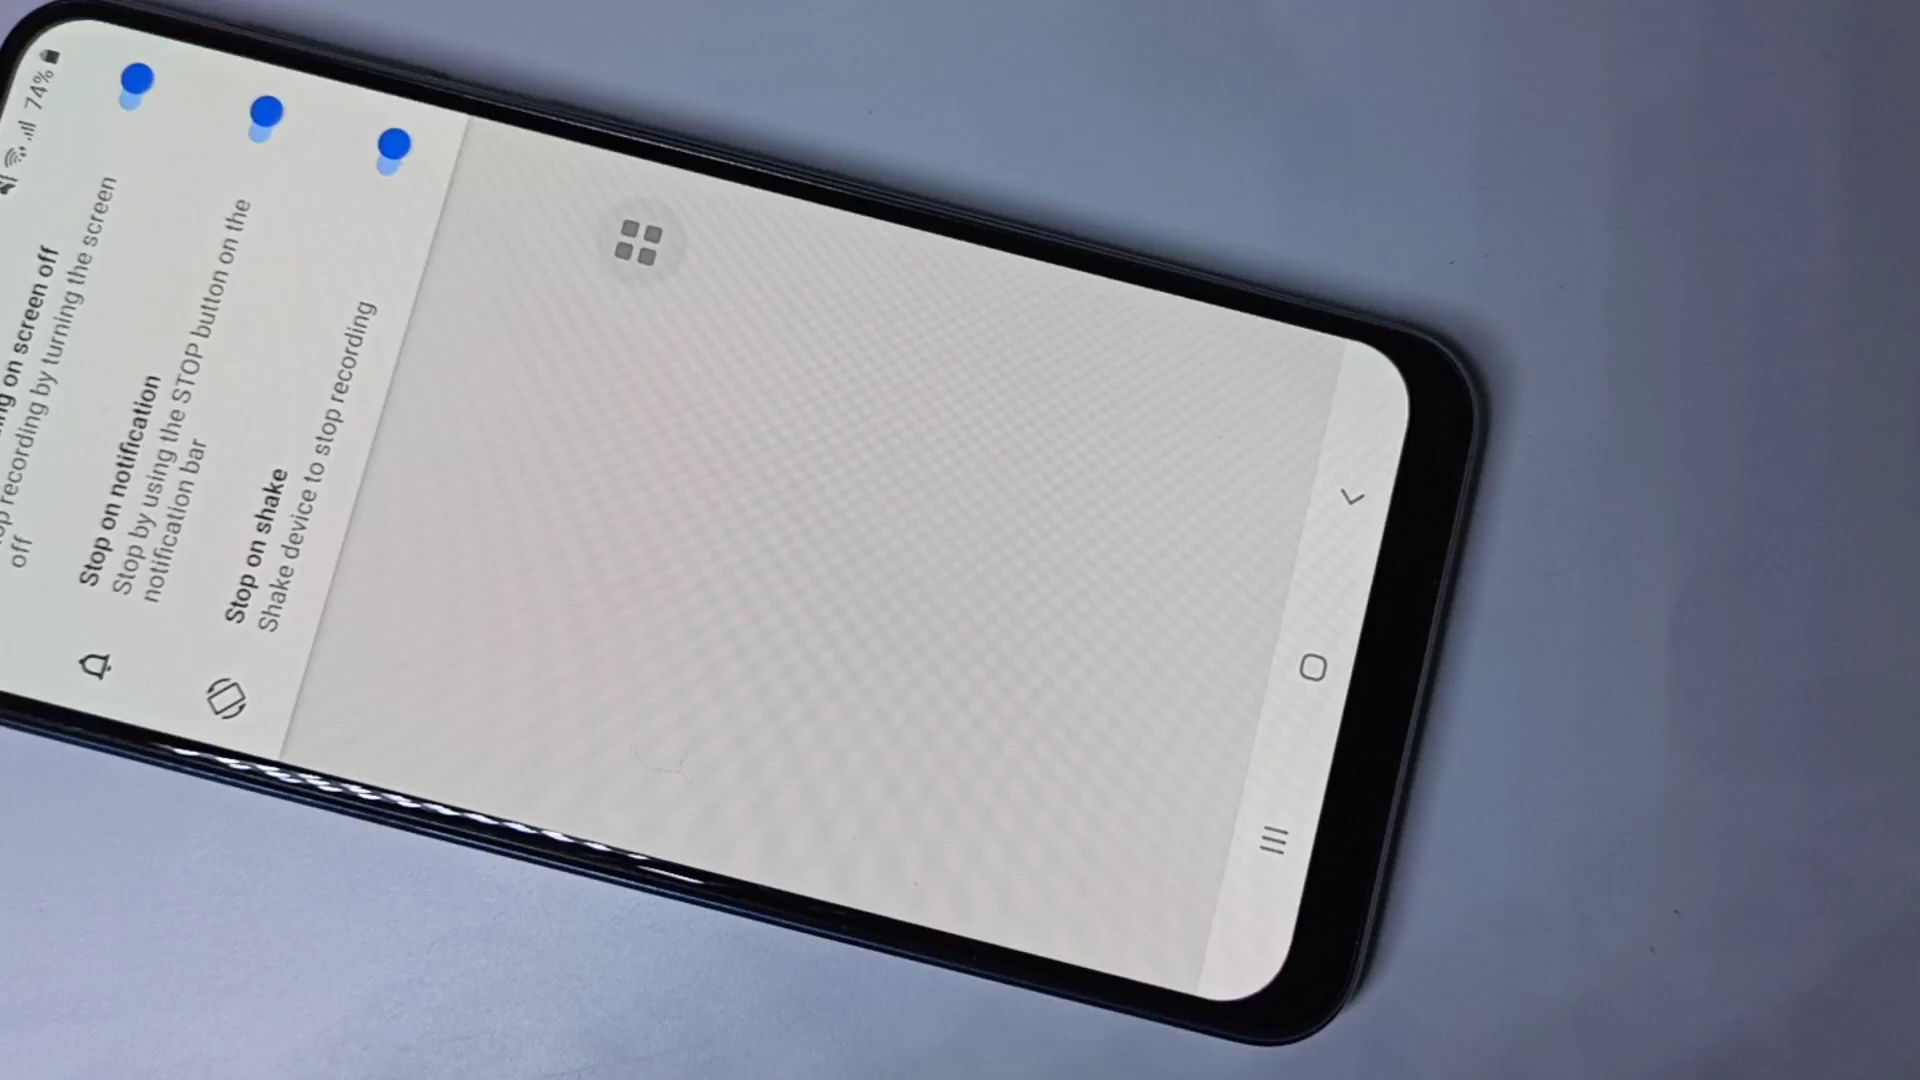 74%
on screen off
recording by turning the screen
off
Stop on notification
Stop by using the STOP button on the
notification bar
Stop on shake
Shake device to stop recording